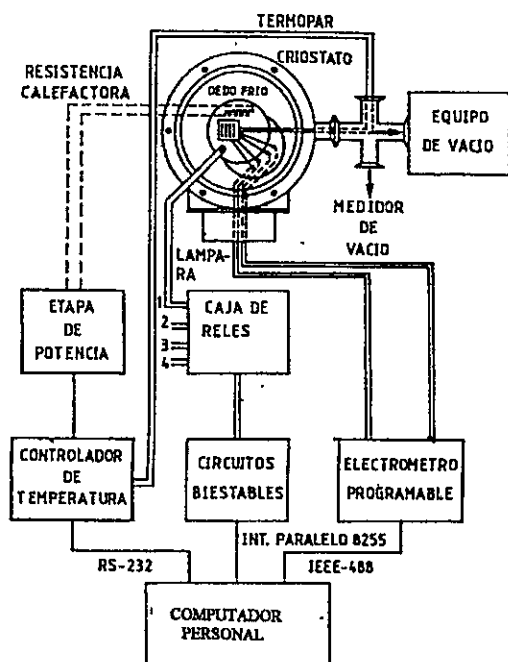 TERMOPAR
CRIOSTATO
RESISTENCIA
CALEFACTORA
DEDO FRIO
EQUIPO
DE VACIO
MEDIDOR
DE
VACIO
LAMPA-
RA
ETAPA
DE
POTENCIA
1
2
3
4
CAJA DE
RELES
CONTROLADOR
DE
TEMPERATURA
CIRCUITOS
BIESTABLES
ELECTROMETRO
PROGRAMABLE
INT. PARALELO 8255
RS-232
IEEE-488
COMPUTADOR
PERSONAL